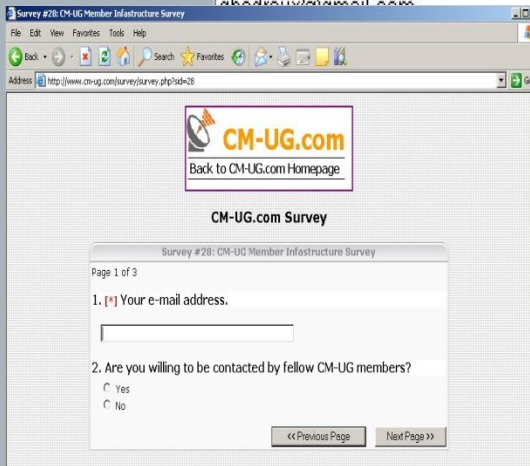 Survey #28: CM-UG Member Infastructure Survey
File Edit View Favorites Tools Help
Back Search Favorites
Address http://www.cm-ug.com/survey/survey.php?sid=28
CM-UG.com
Back to CM-UG.com Homepage
CM-UG.com Survey
Survey #28: CM-UG Member Infastructure Survey
Page 1 of 3
1. [*] Your e-mail address.
2. Are you willing to be contacted by fellow CM-UG members?
Yes
No
<< Previous Page Next Page >>